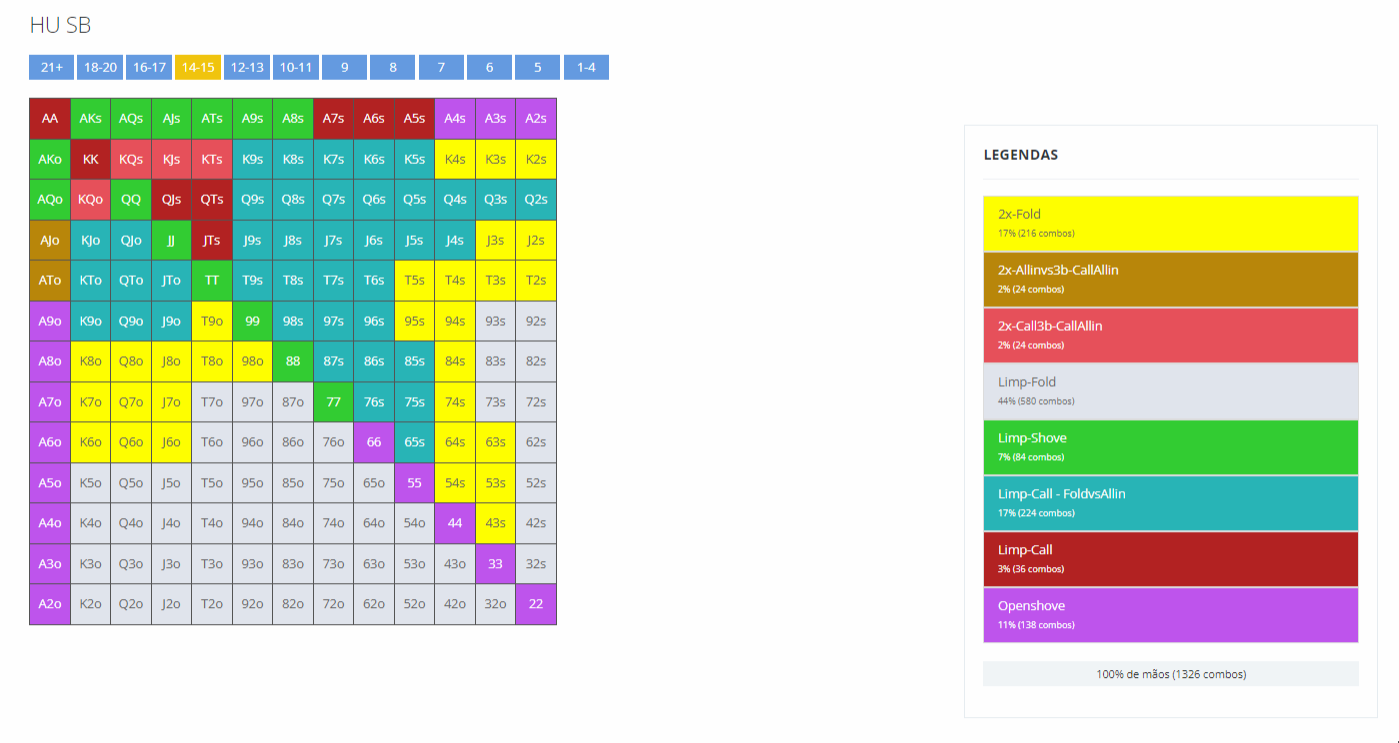 HU SB
21+ 18-20 16-17 14-15 12-13 10-11 9 8 7 6 5 1-4
AA AKs AQs AJs ATs A9s A8s A7s A6s A5s A4s A3s A2s
AKo KK KQs KJs KTs K9s K8s K7s K6s K5s K4s K3s K2s
AQo KQo QQ QJs QTs Q9s Q8s Q7s Q6s Q5s Q4s Q3s Q2s
AJo KJo QJo JJ JTs J9s J8s J7s J6s J5s J4s J3s J2s
ATo KTo QTo JTo TT T9s T8s T7s T6s T5s T4s T3s T2s
A9o K9o Q9o J9o T9o 99 98s 97s 96s 95s 94s 93s 92s
A8o K8o Q8o J8o T8o 98o 88 87s 86s 85s 84s 83s 82s
A7o K7o Q7o J7o T7o 97o 87o 77 76s 75s 74s 73s 72s
A6o K6o Q6o J6o T6o 96o 86o 76o 66 65s 64s 63s 62s
A5o K5o Q5o J5o T5o 95o 85o 75o 65o 55 54s 53s 52s
A4o K4o Q4o J4o T4o 94o 84o 74o 64o 54o 44 43s 42s
A3o K3o Q3o J3o T3o 93o 83o 73o 63o 53o 43o 33 32s
A2o K2o Q2o J2o T2o 92o 82o 72o 62o 52o 42o 32o 22
LEGENDAS
2x-Fold
17% (216 combos)
2x-Allinvs3b-CallAllin
2% (24 combos)
2x-Call3b-CallAllin
2% (24 combos)
Limp-Fold
44% (580 combos)
Limp-Shove
7% (84 combos)
Limp-Call - FoldvsAllin
17% (224 combos)
Limp-Call
3% (36 combos)
Openshove
11% (138 combos)
100% de mãos (1326 combos)